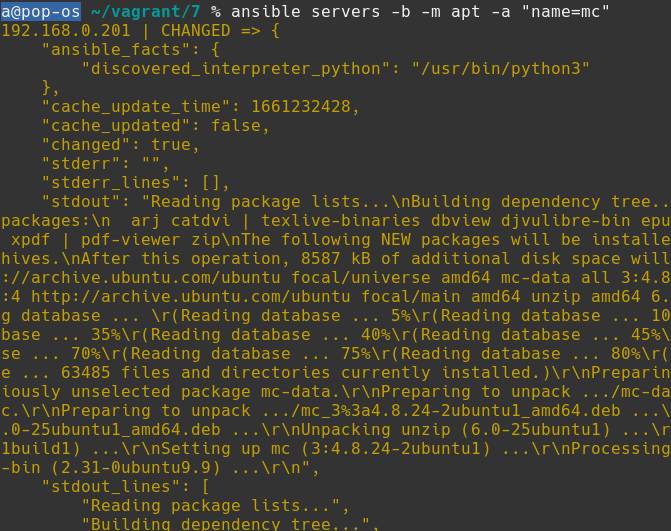 a@pop-os ~/vagrant/7 % ansible servers -b -m apt -a "name=mc"
192.168.0.201 | CHANGED => {
    "ansible_facts": {
        "discovered_interpreter_python": "/usr/bin/python3"
    },
    "cache_update_time": 1661232428,
    "cache_updated": false,
    "changed": true,
    "stderr": "",
    "stderr_lines": [],
    "stdout": "Reading package lists...\nBuilding dependency tree..
packages:\n  arj catdvi | texlive-binaries dbview djvulibre-bin epu
 xpdf | pdf-viewer zip\nThe following NEW packages will be installe
hives.\nAfter this operation, 8587 kB of additional disk space will
://archive.ubuntu.com/ubuntu focal/universe amd64 mc-data all 3:4.8
:4 http://archive.ubuntu.com/ubuntu focal/main amd64 unzip amd64 6.
g database ... \r(Reading database ... 5%\r(Reading database ... 10
base ... 35%\r(Reading database ... 40%\r(Reading database ... 45%\
se ... 70%\r(Reading database ... 75%\r(Reading database ... 80%\r(
e ... 63485 files and directories currently installed.)\r\nPreparin
iously unselected package mc-data.\r\nPreparing to unpack .../mc-da
c.\r\nPreparing to unpack .../mc_3%3a4.8.24-2ubuntu1_amd64.deb ...\
.0-25ubuntu1_amd64.deb ...\r\nUnpacking unzip (6.0-25ubuntu1) ...\r
1build1) ...\r\nSetting up mc (3:4.8.24-2ubuntu1) ...\r\nProcessing
-bin (2.31-0ubuntu9.9) ...\r\n",
    "stdout_lines": [
        "Reading package lists...",
        "Building dependency tree...",